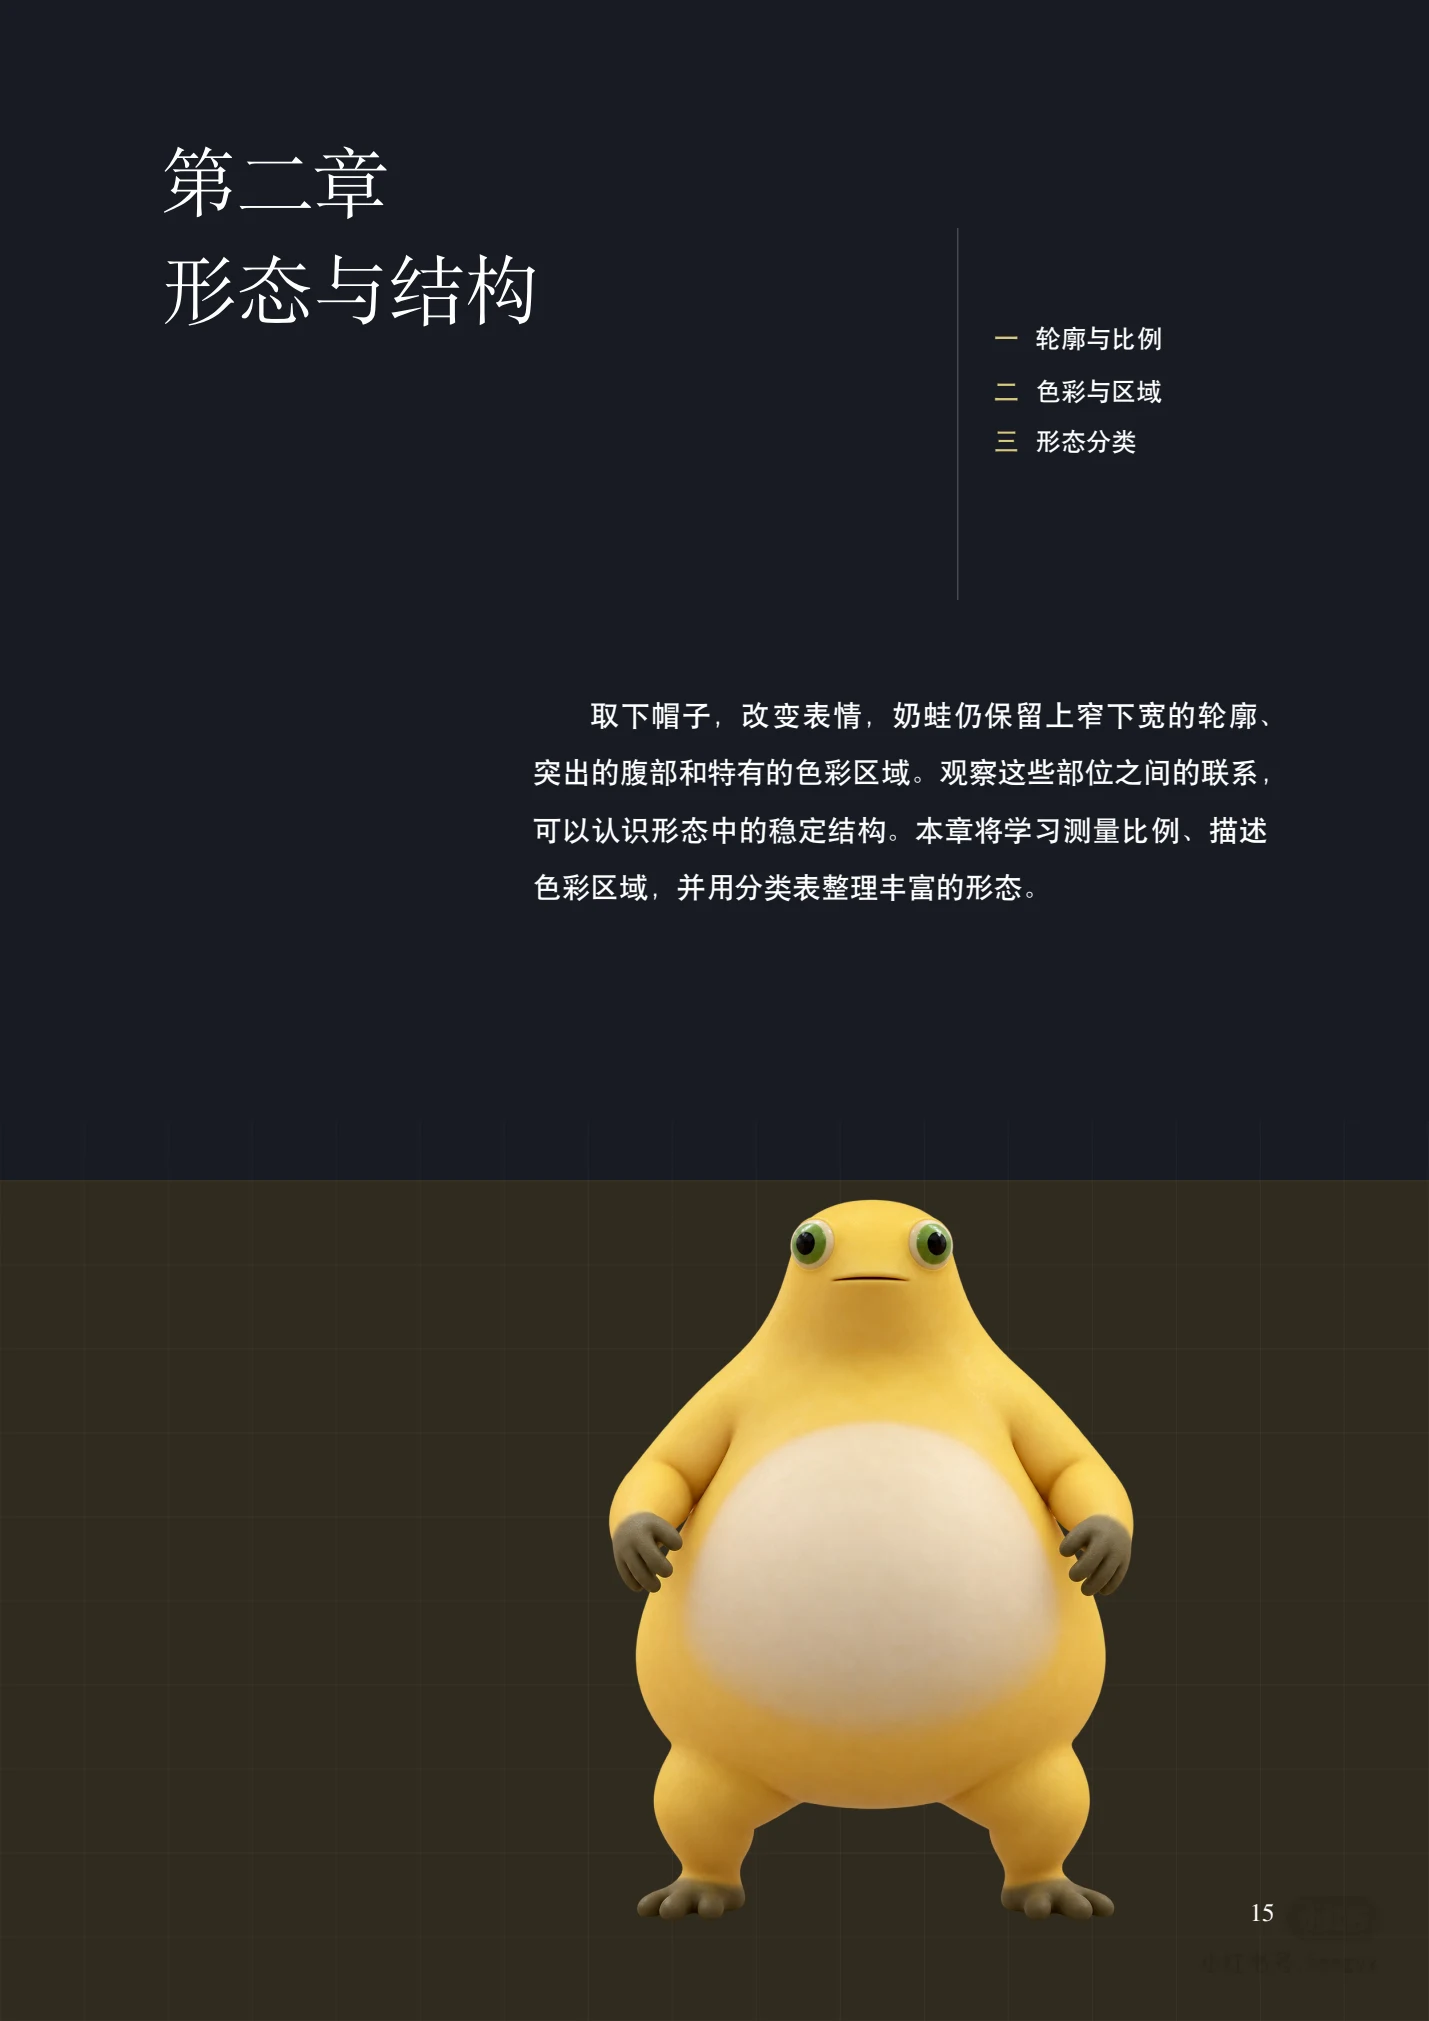 第二章
形态与结构
一 轮廓与比例
二 色彩与区域
三 形态分类
取下帽子，改变表情，奶蛙仍保留上窄下宽的轮廓、
突出的腹部和特有的色彩区域。观察这些部位之间的联系，
可以认识形态中的稳定结构。本章将学习测量比例、描述
色彩区域，并用分类表整理丰富的形态。
15